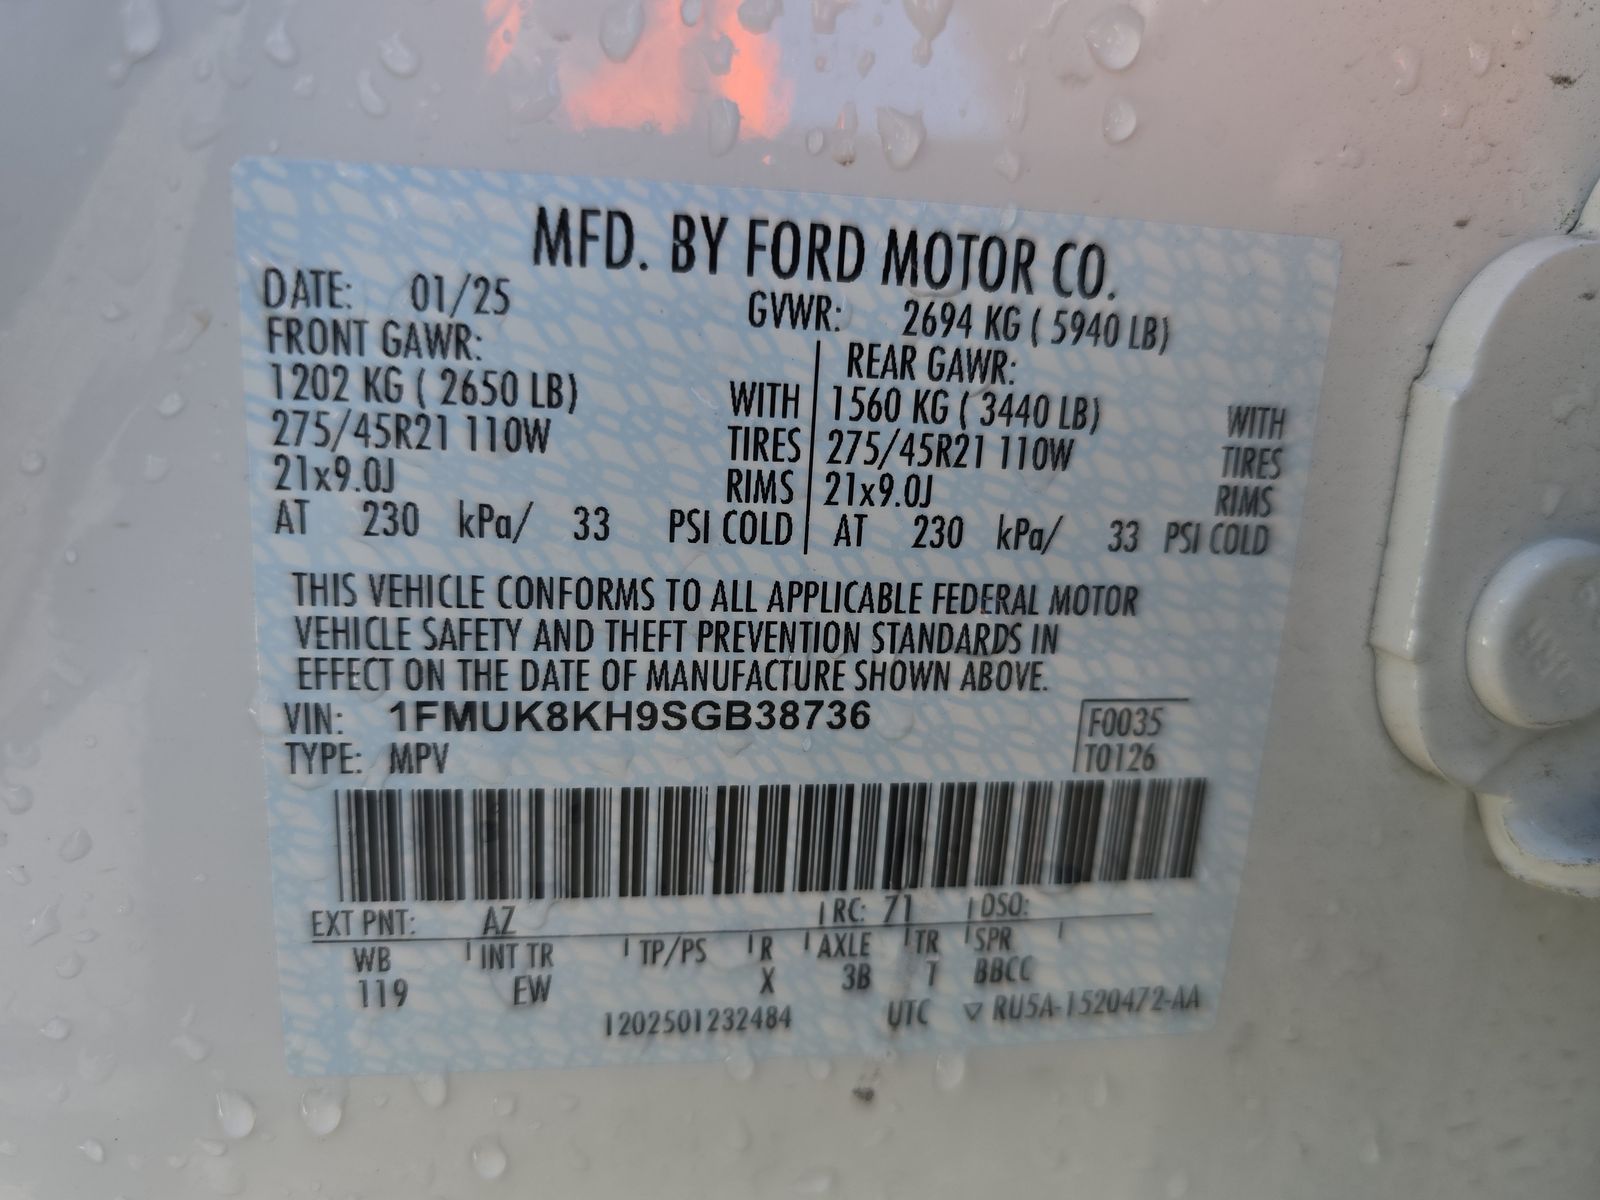 MFD. BY FORD MOTOR CO.
DATE: 01/25 GVWR: 2694 KG ( 5940 LB)
FRONT GAWR: REAR GAWR:
1202 KG ( 2650 LB) WITH 1560 KG ( 3440 LB) WITH
275/45R21 110W TIRES 275/45R21 110W TIRES
21x9.0J RIMS 21x9.0J RIMS
AT 230 kPa/ 33 PSI COLD AT 230 kPa/ 33 PSI COLD
THIS VEHICLE CONFORMS TO ALL APPLICABLE FEDERAL MOTOR
VEHICLE SAFETY AND THEFT PREVENTION STANDARDS IN
EFFECT ON THE DATE OF MANUFACTURE SHOWN ABOVE.
VIN: 1FMUK8KH9SGB38736 F0035
TYPE: MPV T0126
EXT PNT: AZ RC: 71 DSO:
WB INT TR TP/PS R AXLE TR SPR
119 EW X 3B T BBCC
1202501232484 UTC ▽ RU5A-1520472-AA